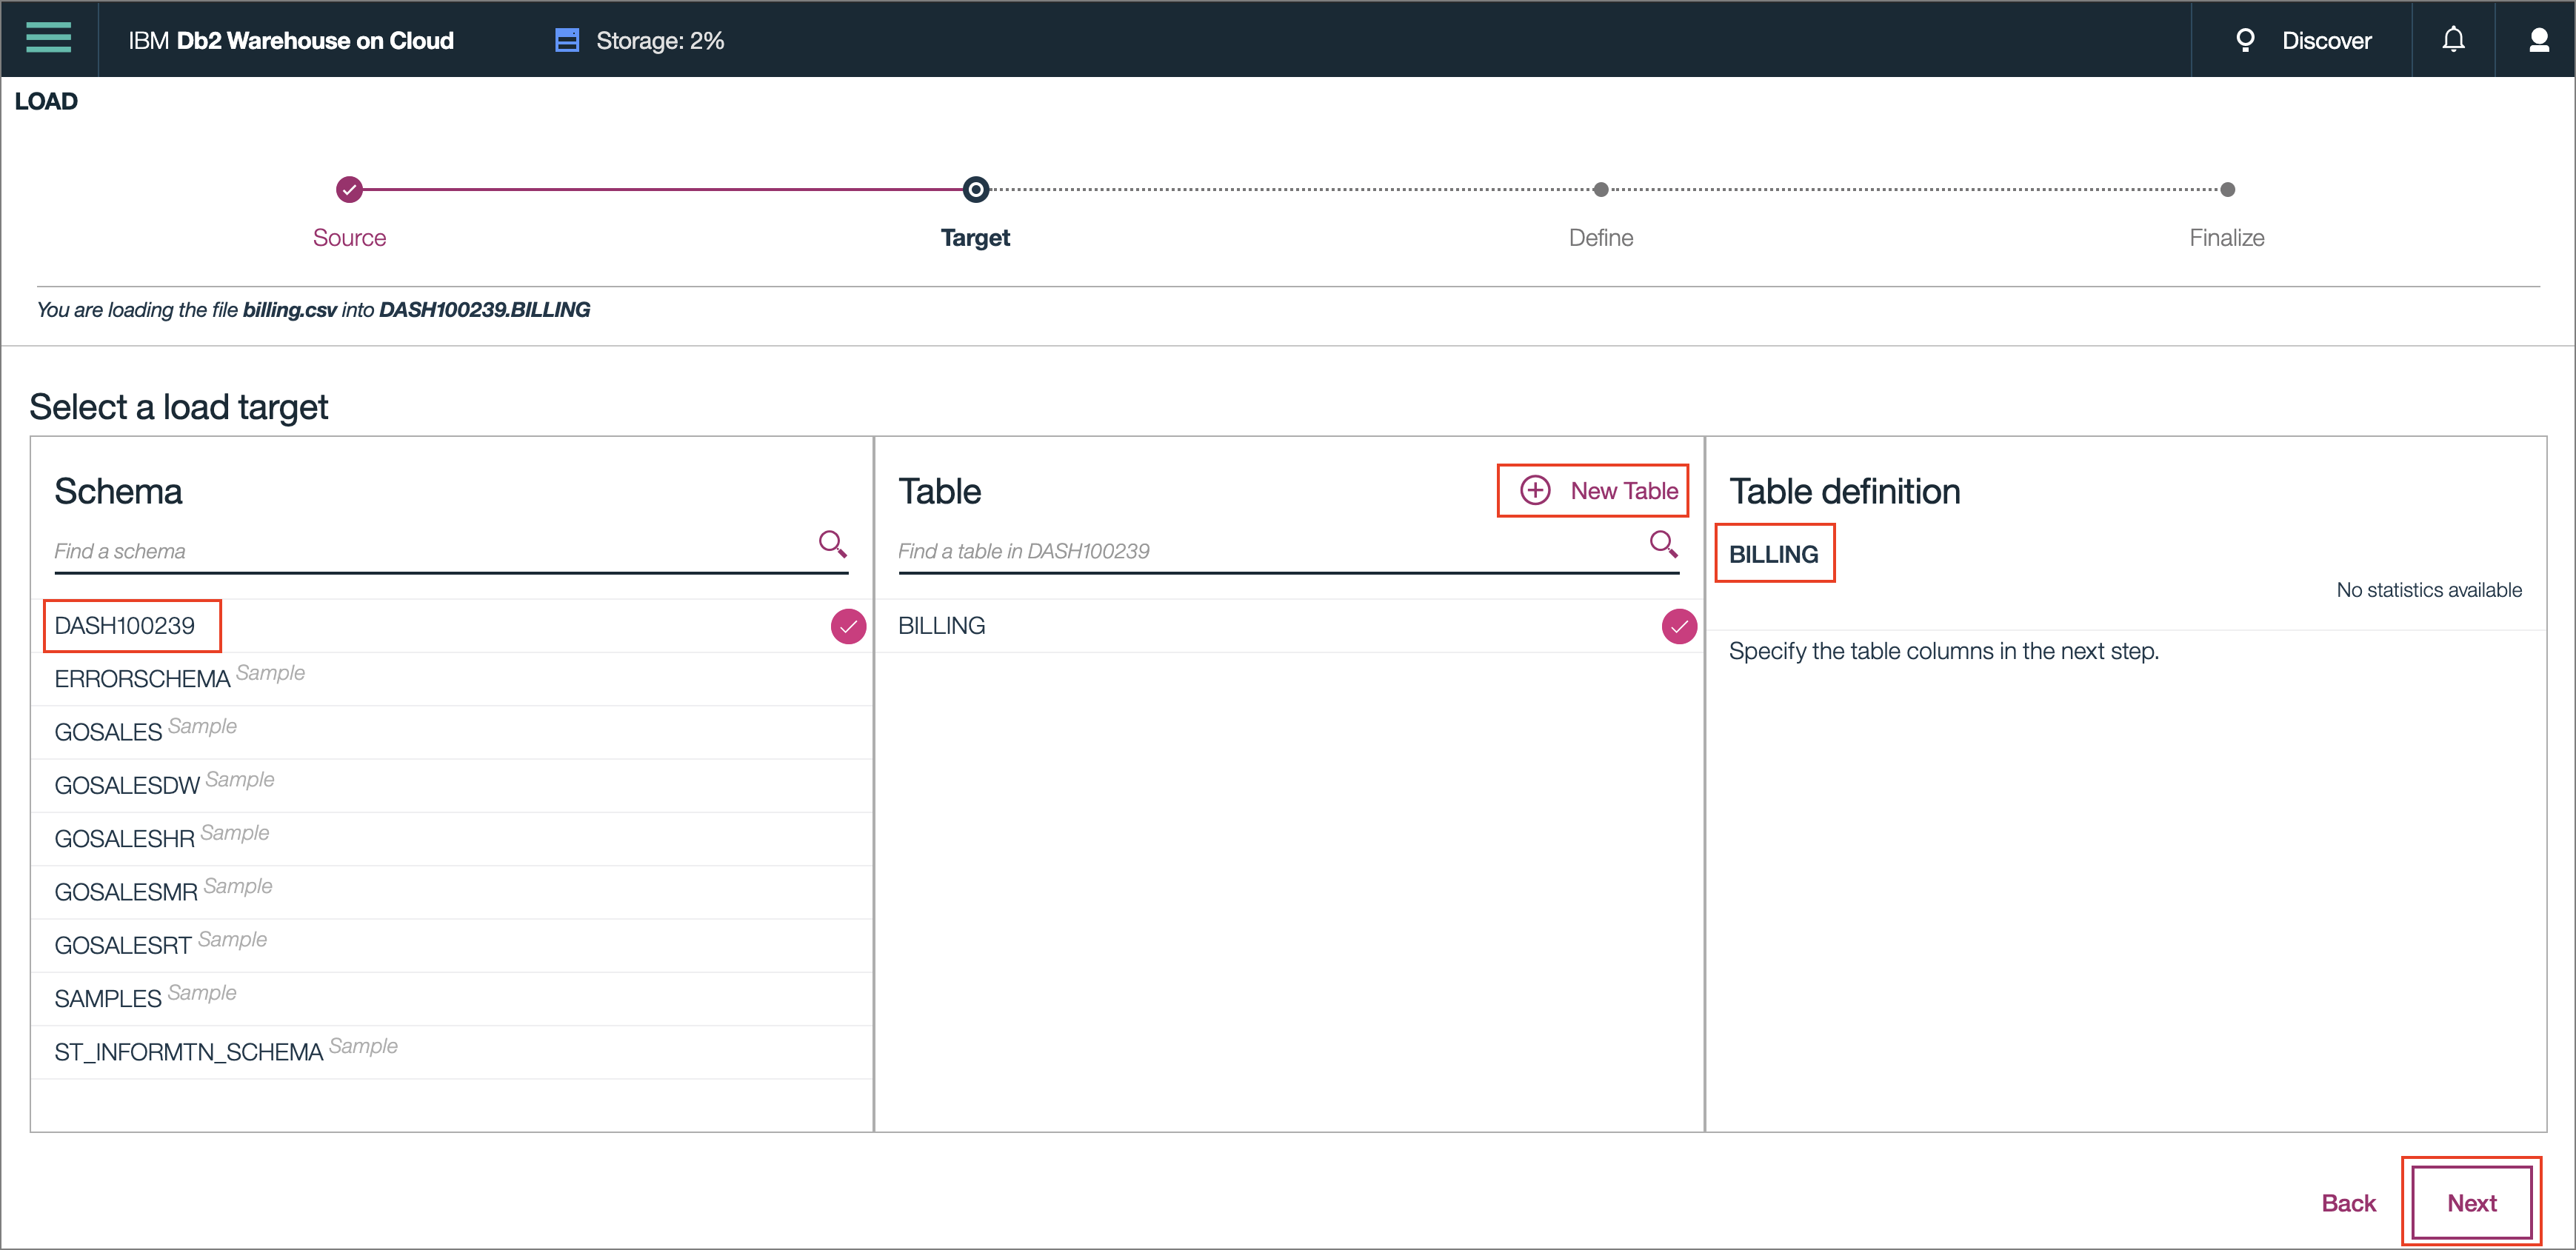 IBM Db2 Warehouse on Cloud
Storage: 2%
Discover
LOAD
Source
Target
Define
Finalize
You are loading the file billing.csv into DASH100239.BILLING
Select a load target
Schema
Find a schema
DASH100239
ERRORSCHEMA Sample
GOSALES Sample
GOSALESDW Sample
GOSALESHR Sample
GOSALESMR Sample
GOSALESRT Sample
SAMPLES Sample
ST_INFORMTN_SCHEMA Sample
Table
New Table
Find a table in DASH100239
BILLING
Table definition
BILLING
No statistics available
Specify the table columns in the next step.
Back
Next